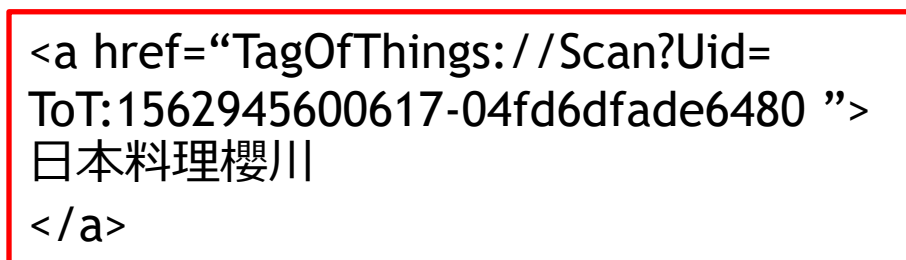 <a href=“TagOfThings://Scan?Uid=
ToT:1562945600617-04fd6dfade6480 ”>
日本料理櫻川
</a>